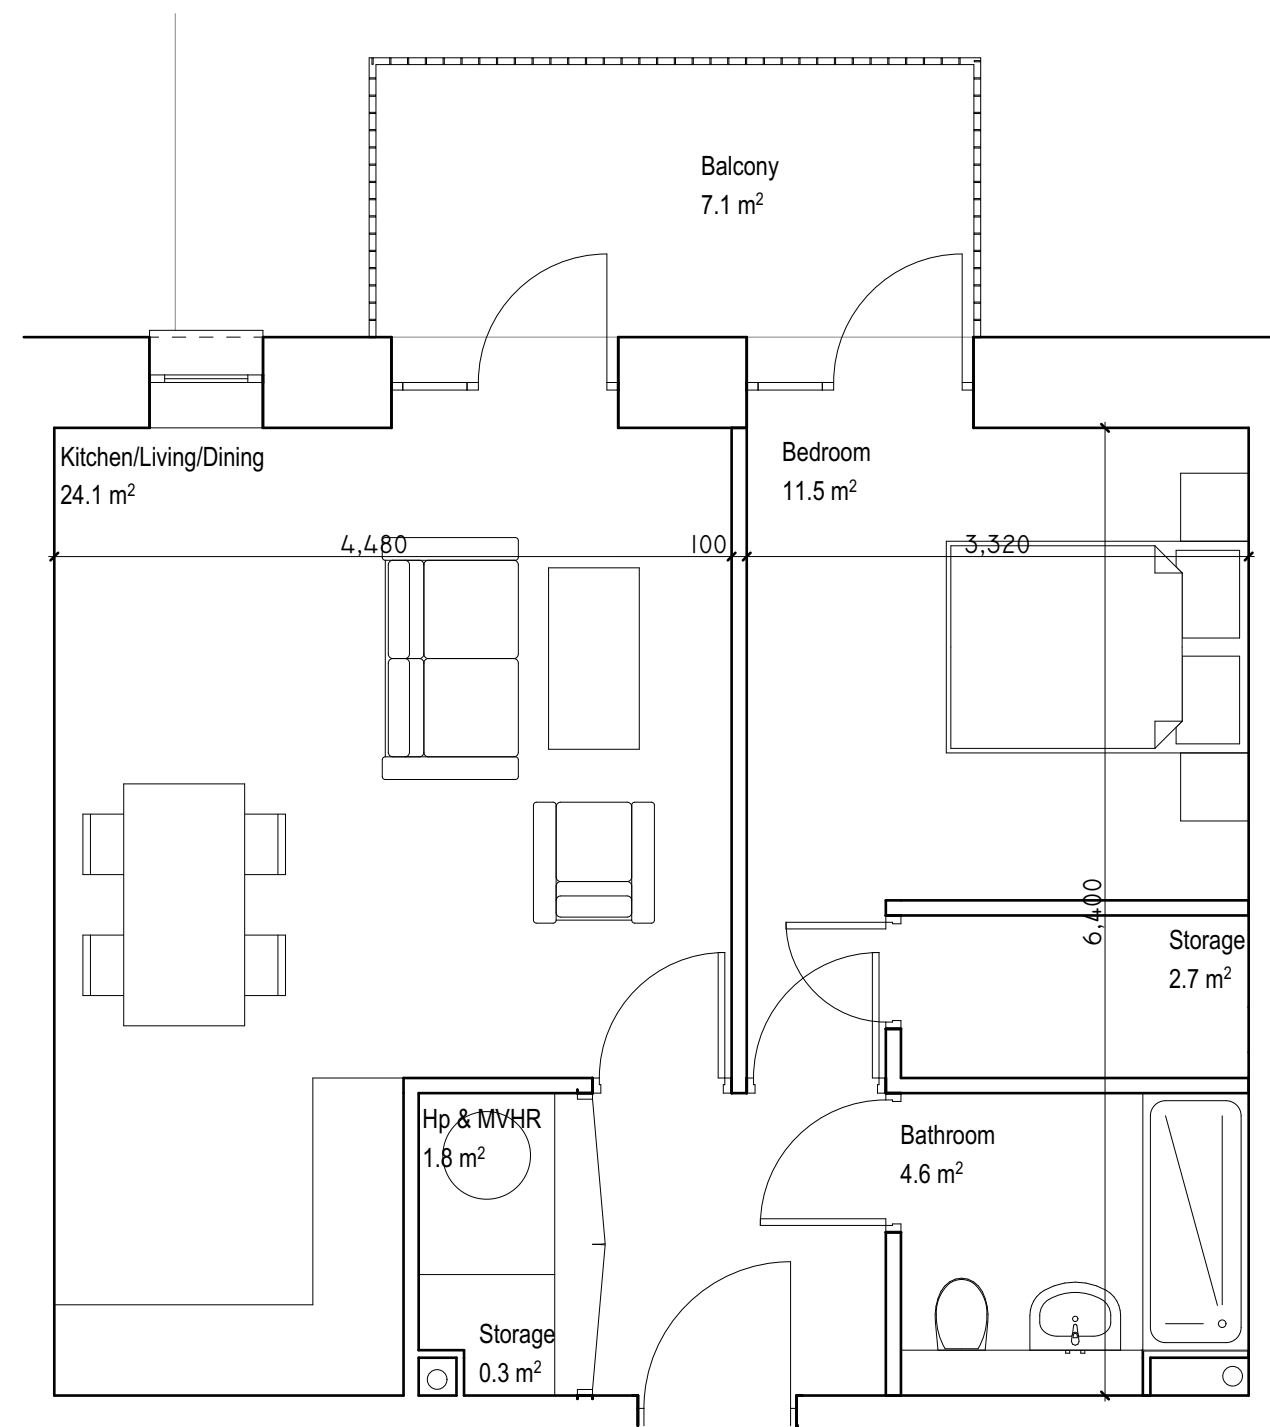 Balcony
7.1 m²
Kitchen/Living/Dining
24.1 m²
Bedroom
11.5 m²
4,480
100
3,320
6,400
Storage
2.7 m²
Hp & MVHR
1.8 m²
Bathroom
4.6 m²
Storage
0.3 m²